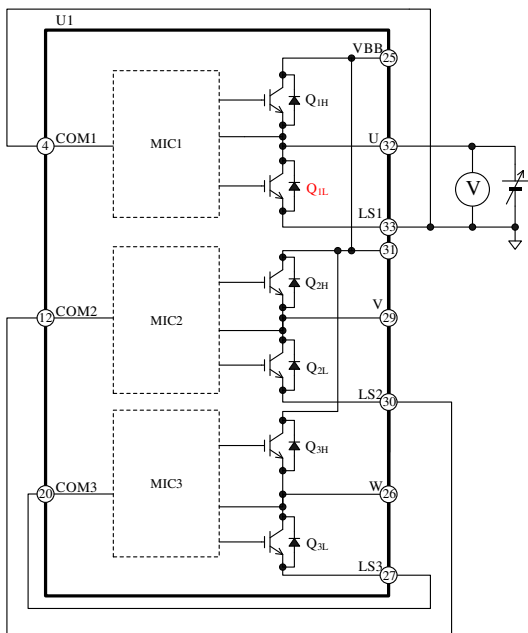 U1
VBB
25
Q1H
4
COM1
MIC1
U
32
V
Q1L
LS1
33
31
Q2H
12
COM2
MIC2
V
29
Q2L
LS2
30
Q3H
20
COM3
MIC3
W
26
Q3L
LS3
27